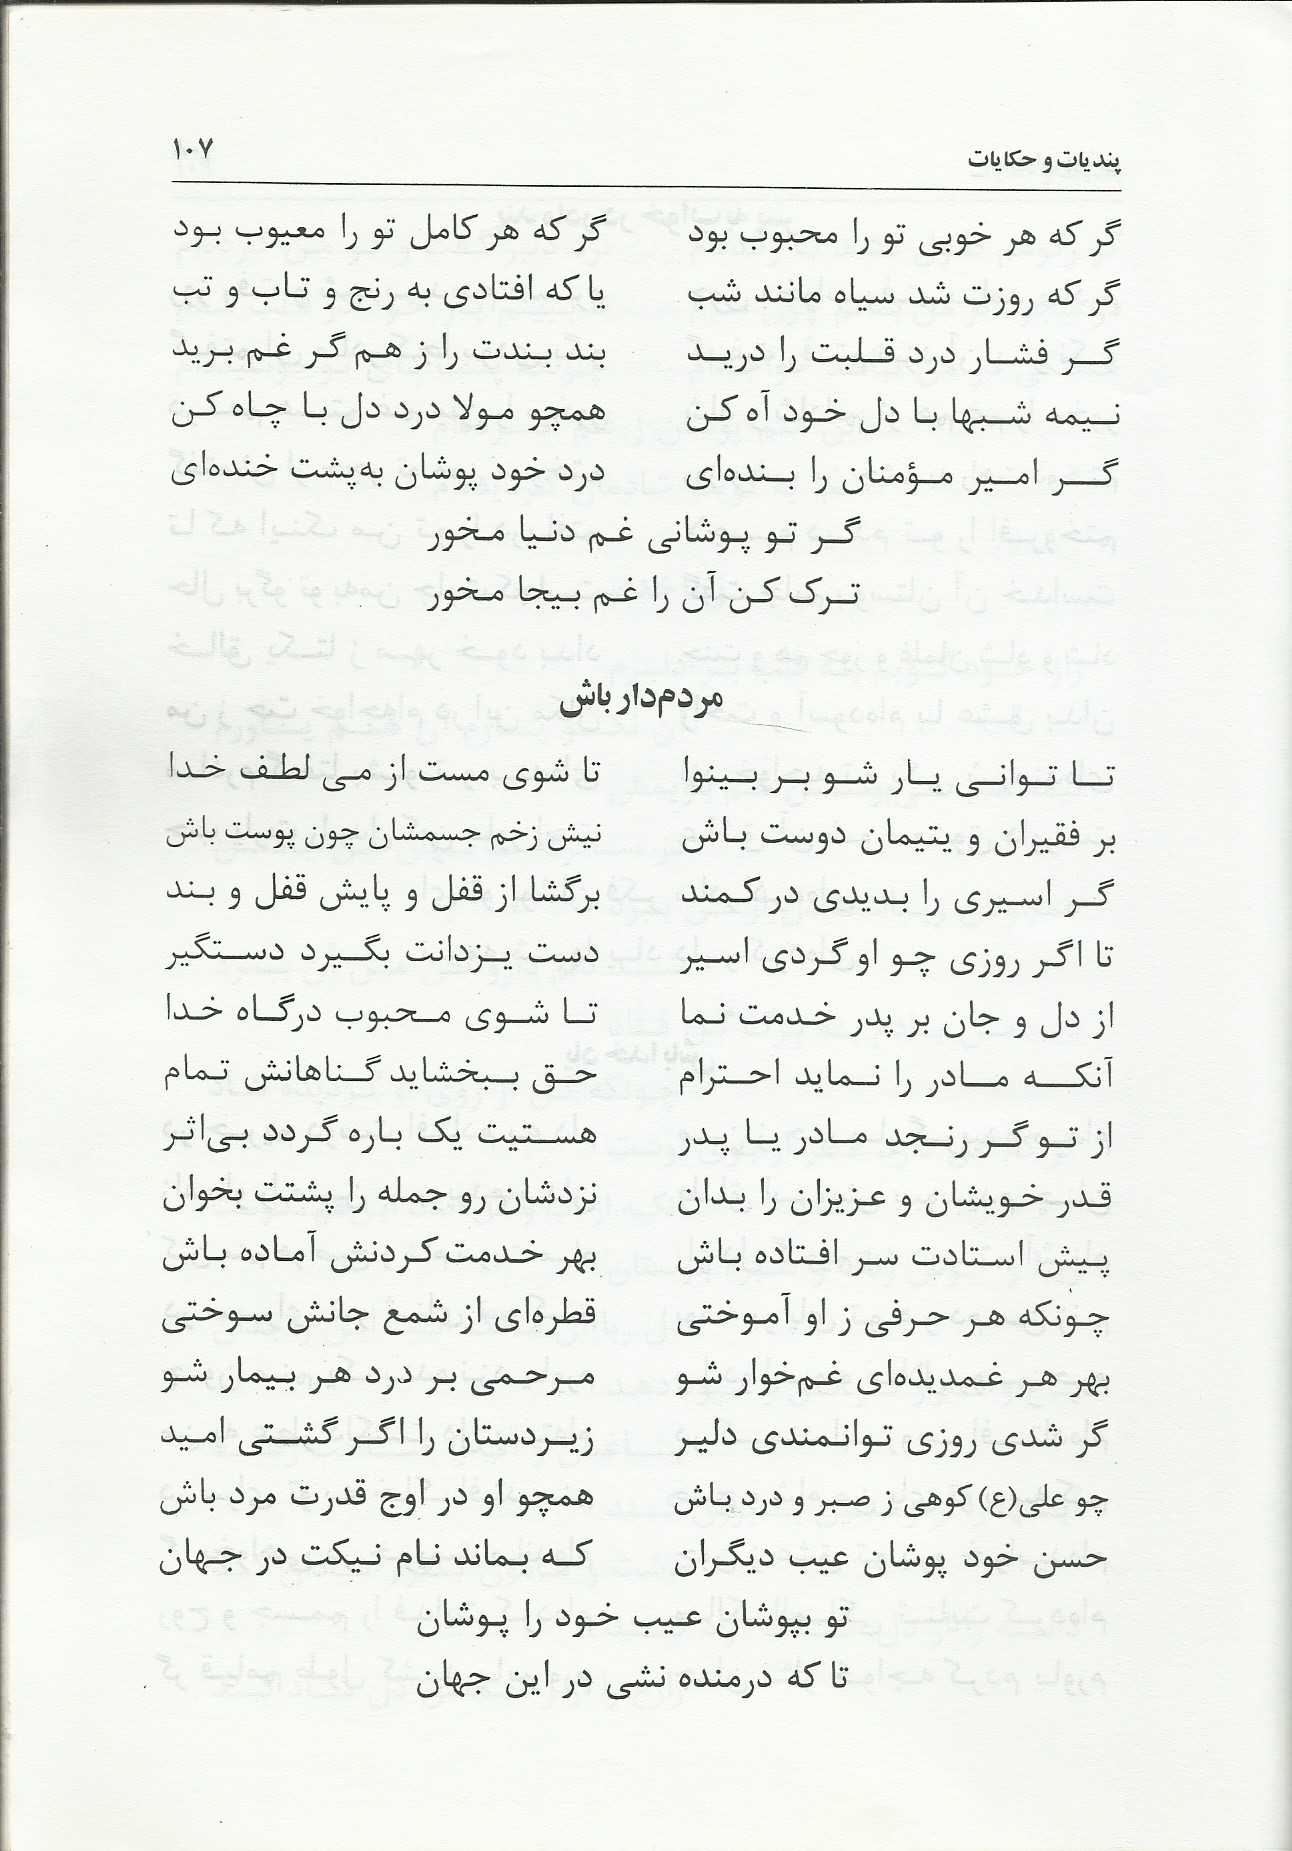 پندیات و حکایات ۱۰۷
گر که هر خوبی تو را محبوب بود گر که هر کامل تو را معیوب بود
گر که روزت شد سیاه مانند شب یا که افتادی به رنج و تاب و تب
گر فشار درد قلبت را درید بند بندت را ز هم گر غم برید
نیمه شبها با دل خود آه کن همچو مولا درد دل با چاه کن
گر امیر مؤمنان را بنده‌ای درد خود پوشان به‌پشت خنده‌ای
گر تو پوشانی غم دنیا مخور
ترک کن آن را غم بیجا مخور
مردم‌دار باش
تا توانی یار شو بر بینوا تا شوی مست از می لطف خدا
بر فقیران و یتیمان دوست باش نیش زخم جسمشان چون پوست باش
گر اسیری را بدیدی در کمند برگشا از قفل و پایش قفل و بند
تا اگر روزی چو او گردی اسیر دست یزدانت بگیرد دستگیر
از دل و جان بر پدر خدمت نما تا شوی محبوب درگاه خدا
آنکه مادر را نماید احترام حق ببخشاید گناهانش تمام
از تو گر رنجد مادر یا پدر هستیت یک باره گردد بی‌اثر
قدر خویشان و عزیزان را بدان نزدشان رو جمله را پشتت بخوان
پیش استادت سر افتاده باش بهر خدمت کردنش آماده باش
چونکه هر حرفی ز او آموختی قطره‌ای از شمع جانش سوختی
بهر هر غمدیده‌ای غم‌خوار شو مرحمی بر درد هر بیمار شو
گر شدی روزی توانمندی دلیر زیردستان را اگر گشتی امید
چو علی(ع) کوهی ز صبر و درد باش همچو او در اوج قدرت مرد باش
حسن خود پوشان عیب دیگران که بماند نام نیکت در جهان
تو بپوشان عیب خود را پوشان
تا که درمنده نشی در این جهان